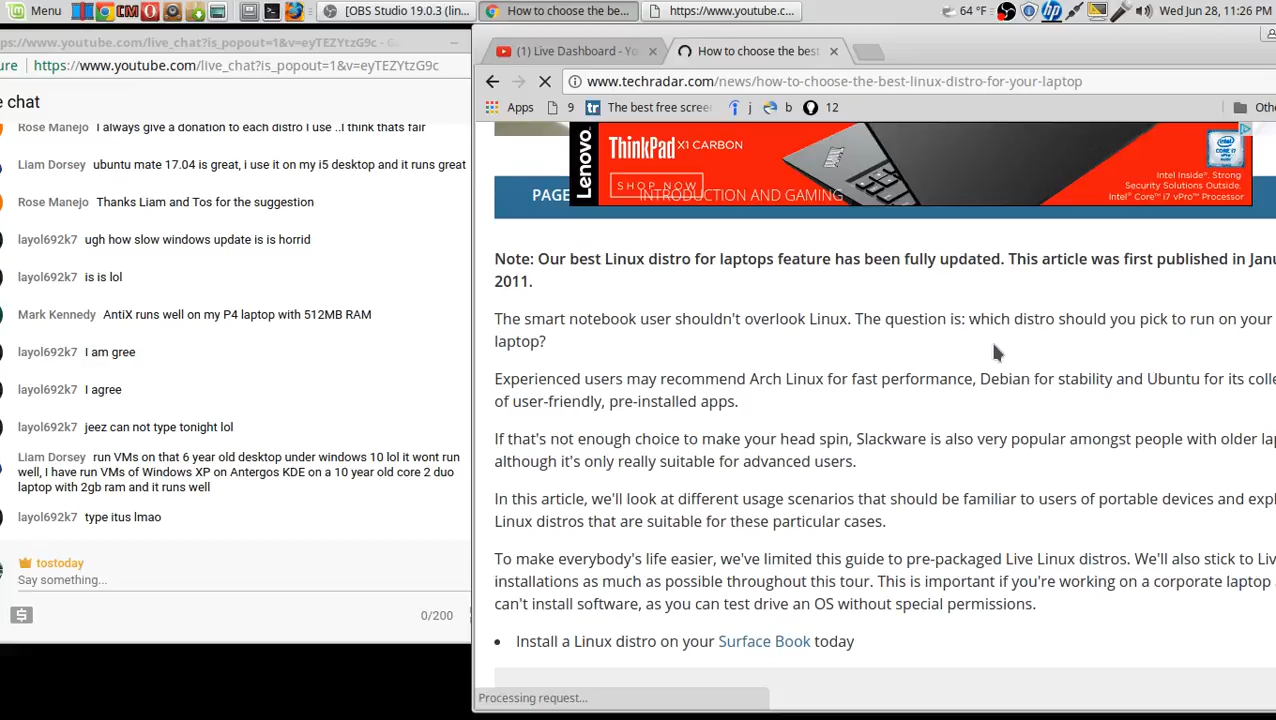 Menu
[OBS Studio 19.0.3 (lin...
How to choose the be...
https://www.youtube.c...
64 °F
Wed Jun 28, 11:26 PM
ps://www.youtube.com/live_chat?is_popout=1&v=eyTEZYtzG9c - G
ure https://www.youtube.com/live_chat?is_popout=1&v=eyTEZYtzG9c
e chat
Rose Manejo I always give a donation to each distro I use ..I think thats fair
Liam Dorsey ubuntu mate 17.04 is great, i use it on my i5 desktop and it runs great
Rose Manejo Thanks Liam and Tos for the suggestion
layol692k7 ugh how slow windows update is is horrid
layol692k7 is is lol
Mark Kennedy AntiX runs well on my P4 laptop with 512MB RAM
layol692k7 I am gree
layol692k7 I agree
layol692k7 jeez can not type tonight lol
Liam Dorsey run VMs on that 6 year old desktop under windows 10 lol it wont run
well, I have run VMs of Windows XP on Antergos KDE on a 10 year old core 2 duo
laptop with 2gb ram and it runs well
layol692k7 type itus lmao
tostoday
Say something...
0/200
(1) Live Dashboard - Yo
How to choose the best
www.techradar.com/news/how-to-choose-the-best-linux-distro-for-your-laptop
Apps 9 tr The best free scree j b 12 Oth
Lenovo
ThinkPad X1 CARBON
SHOP NOW
Intel Inside®. Strong
Security Solutions Outside.
Intel® Core™ i7 vPro™ Processor
PAGE INTRODUCTION AND GAMING
Note: Our best Linux distro for laptops feature has been fully updated. This article was first published in Janu
2011.
The smart notebook user shouldn't overlook Linux. The question is: which distro should you pick to run on your
laptop?
Experienced users may recommend Arch Linux for fast performance, Debian for stability and Ubuntu for its colle
of user-friendly, pre-installed apps.
If that's not enough choice to make your head spin, Slackware is also very popular amongst people with older la
although it's only really suitable for advanced users.
In this article, we'll look at different usage scenarios that should be familiar to users of portable devices and expl
Linux distros that are suitable for these particular cases.
To make everybody's life easier, we've limited this guide to pre-packaged Live Linux distros. We'll also stick to Liv
installations as much as possible throughout this tour. This is important if you're working on a corporate laptop
can't install software, as you can test drive an OS without special permissions.
• Install a Linux distro on your Surface Book today
Processing request...